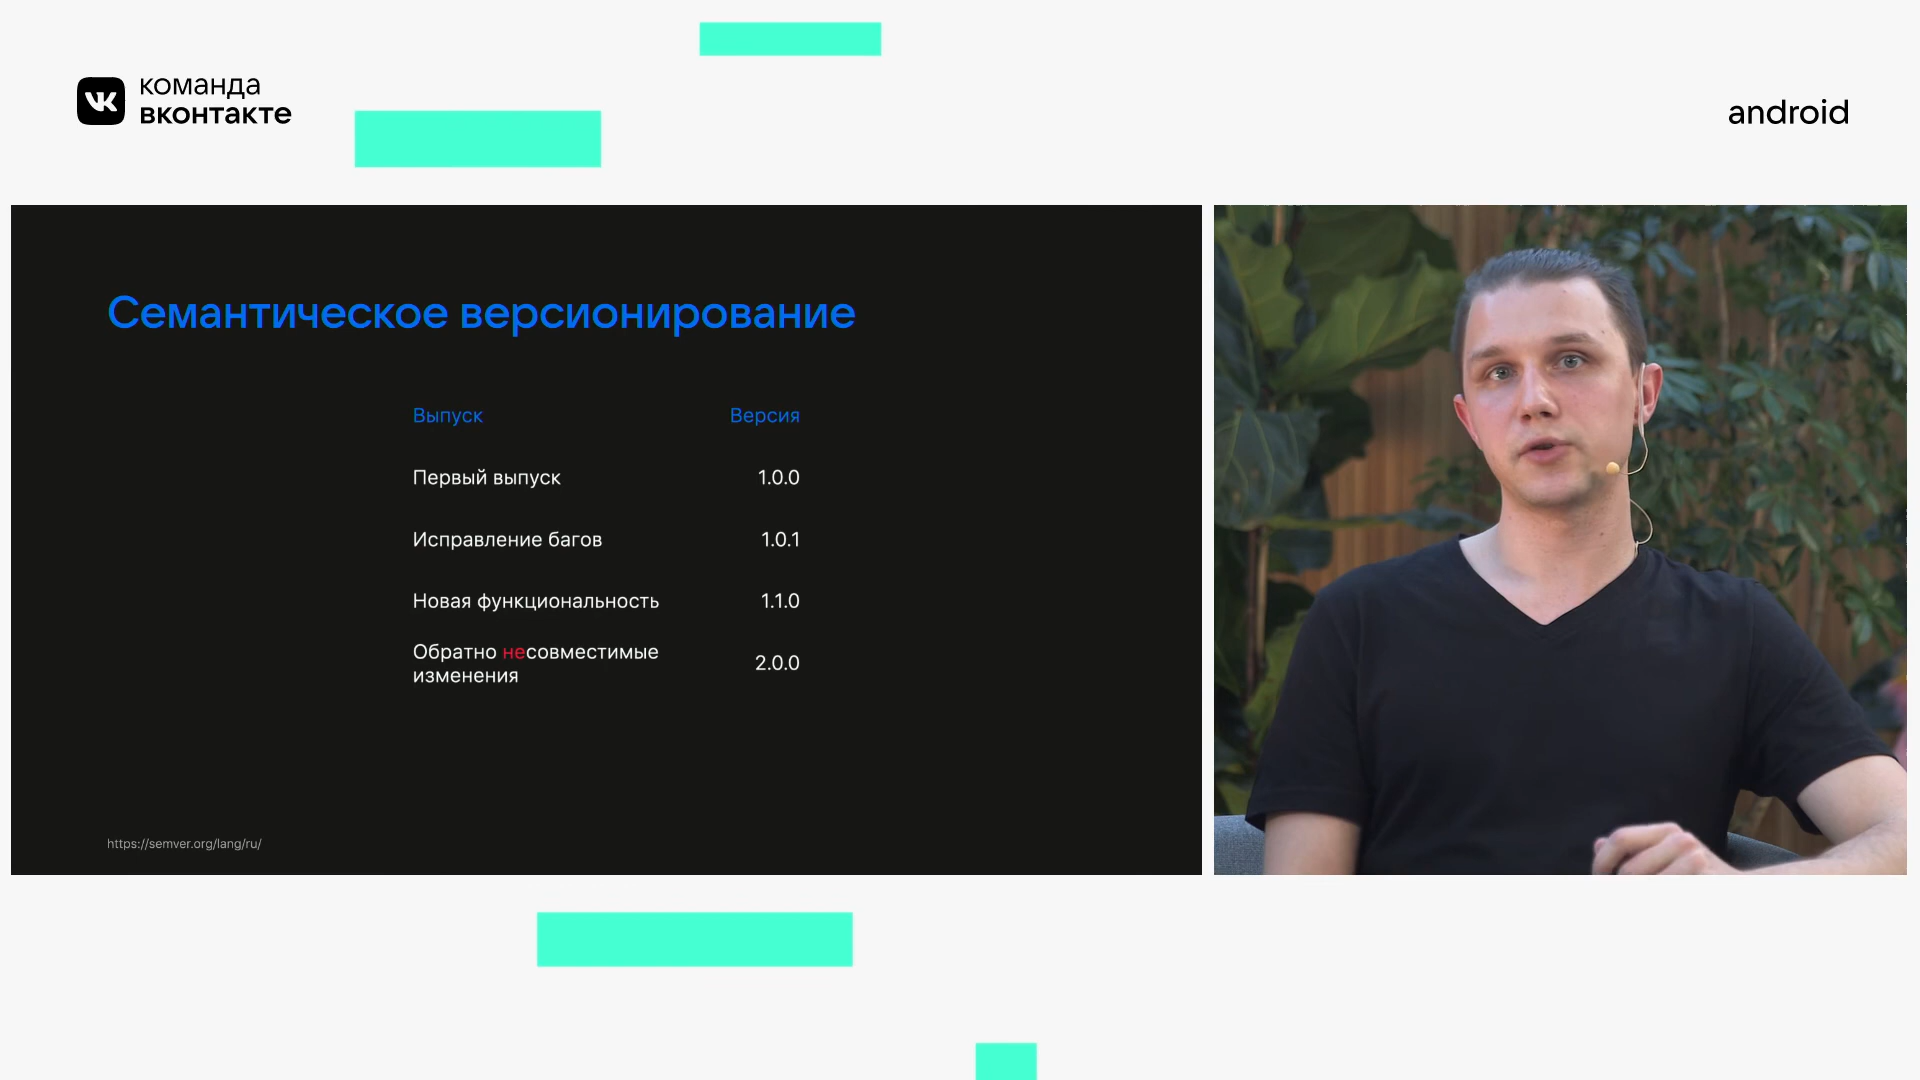 команда
вконтакте
android
Семантическое версионирование
Выпуск Версия
Первый выпуск 1.0.0
Исправление багов 1.0.1
Новая функциональность 1.1.0
Обратно несовместимые
изменения 2.0.0
https://semver.org/lang/ru/